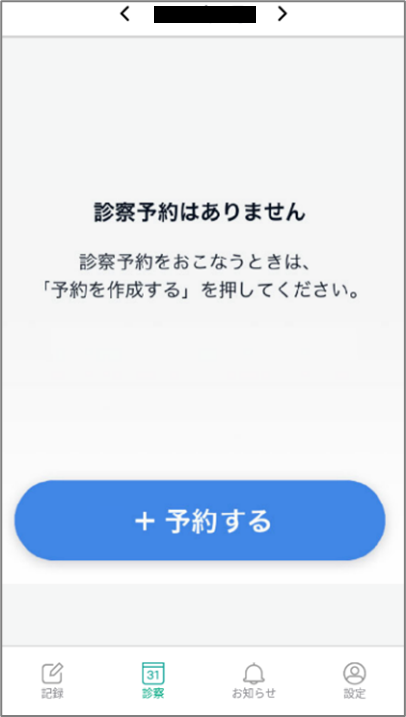 診察予約はありません
診察予約をおこなうときは、
「予約を作成する」を押してください。
＋ 予約する
31
記録
診察
お知らせ
設定